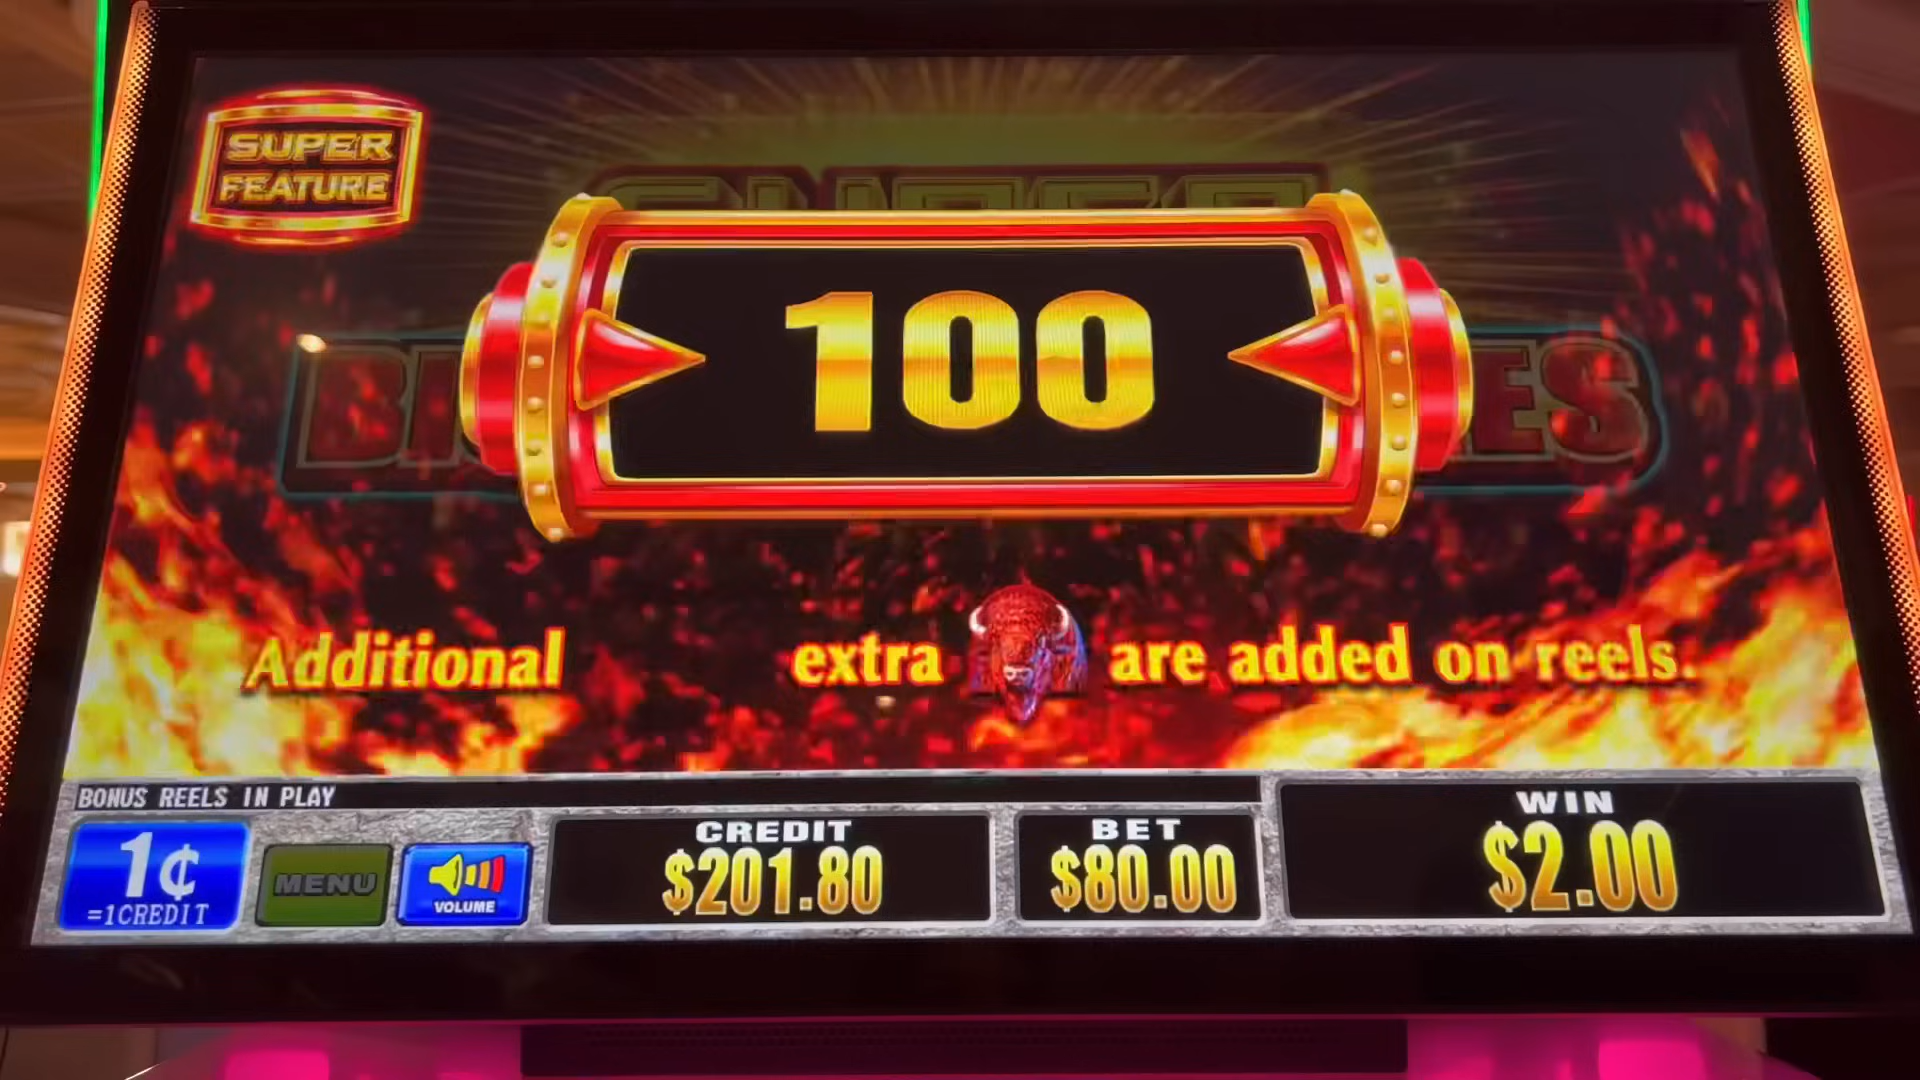 SUPER
FEATURE
SUPER
100
Additional extra are added on reels.
BONUS REELS IN PLAY
1¢
=1CREDIT
MENU
VOLUME
CREDIT
$201.80
BET
$80.00
WIN
$2.00